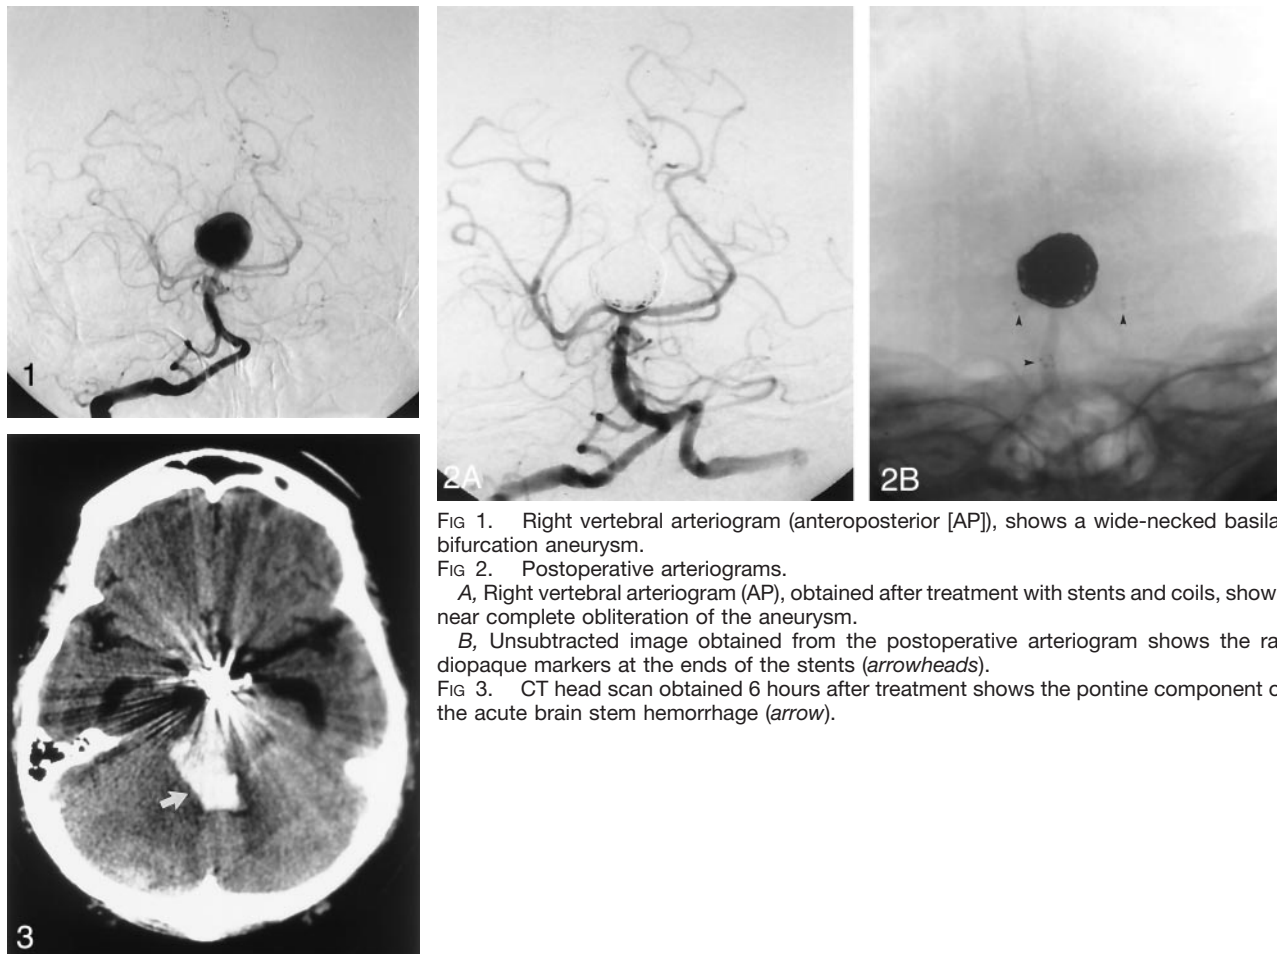 1
2A
2B
3
FIG 1. Right vertebral arteriogram (anteroposterior [AP]), shows a wide-necked basila
bifurcation aneurysm.
FIG 2. Postoperative arteriograms.
A, Right vertebral arteriogram (AP), obtained after treatment with stents and coils, show
near complete obliteration of the aneurysm.
B, Unsubtracted image obtained from the postoperative arteriogram shows the ra-
diopaque markers at the ends of the stents (arrowheads).
FIG 3. CT head scan obtained 6 hours after treatment shows the pontine component o
the acute brain stem hemorrhage (arrow).